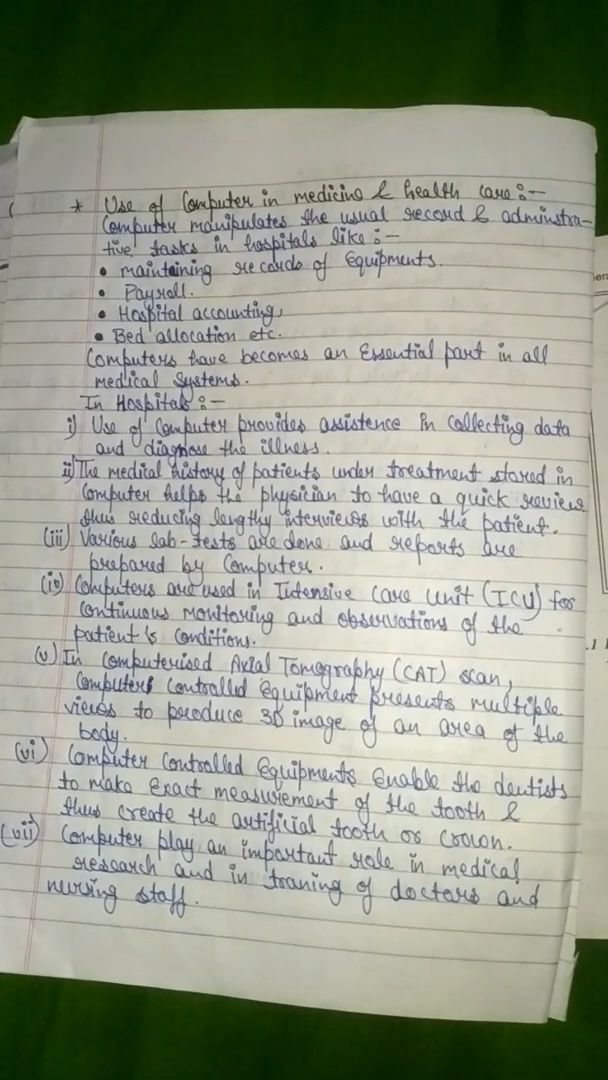 * Use of Computer in medicine & health care :-
Computer manipulates the usual record & adminstra-
tive tasks in hospitals like :-
• maintaining records of Equipments.
• Payroll.
• Hospital accounting,
• Bed allocation etc.
Computers have becomes an Essential part in all
medical systems.
In Hospitals :-
i) Use of Computer provides assistence in collecting data
and diagnose the illness.
ii) The medical history of patients under treatment stored in
Computer helps the physician to have a quick review
thus reducing lengthy interviews with the patient.
(iii) Various lab-tests are done and reports are
prepared by Computer.
(iv) Computers are used in Intensive Care Unit (ICU) for
Continuous monitoring and observations of the
patient's Conditions.
(v) In Computerised Axial Tomography (CAT) scan,
Computers Controlled Equipment presents multiple
views to peroduce 3D image of an area of the
body.
(vi) Computer Controlled Equipments Enable the dentists
to make Exact measurement of the tooth &
thus create the artificial tooth or crown.
(vii) Computer play an important role in medical
research and in traning of doctors and
nursing staff.